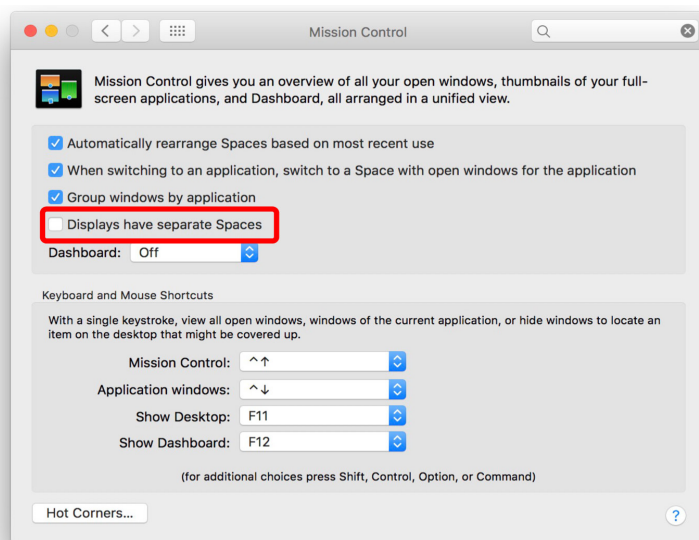 Mission Control
Mission Control gives you an overview of all your open windows, thumbnails of your full-
screen applications, and Dashboard, all arranged in a unified view.
Automatically rearrange Spaces based on most recent use
When switching to an application, switch to a Space with open windows for the application
Group windows by application
Displays have separate Spaces
Dashboard: Off
Keyboard and Mouse Shortcuts
With a single keystroke, view all open windows, windows of the current application, or hide windows to locate an
item on the desktop that might be covered up.
Mission Control: ^↑
Application windows: ^↓
Show Desktop: F11
Show Dashboard: F12
(for additional choices press Shift, Control, Option, or Command)
Hot Corners... ?